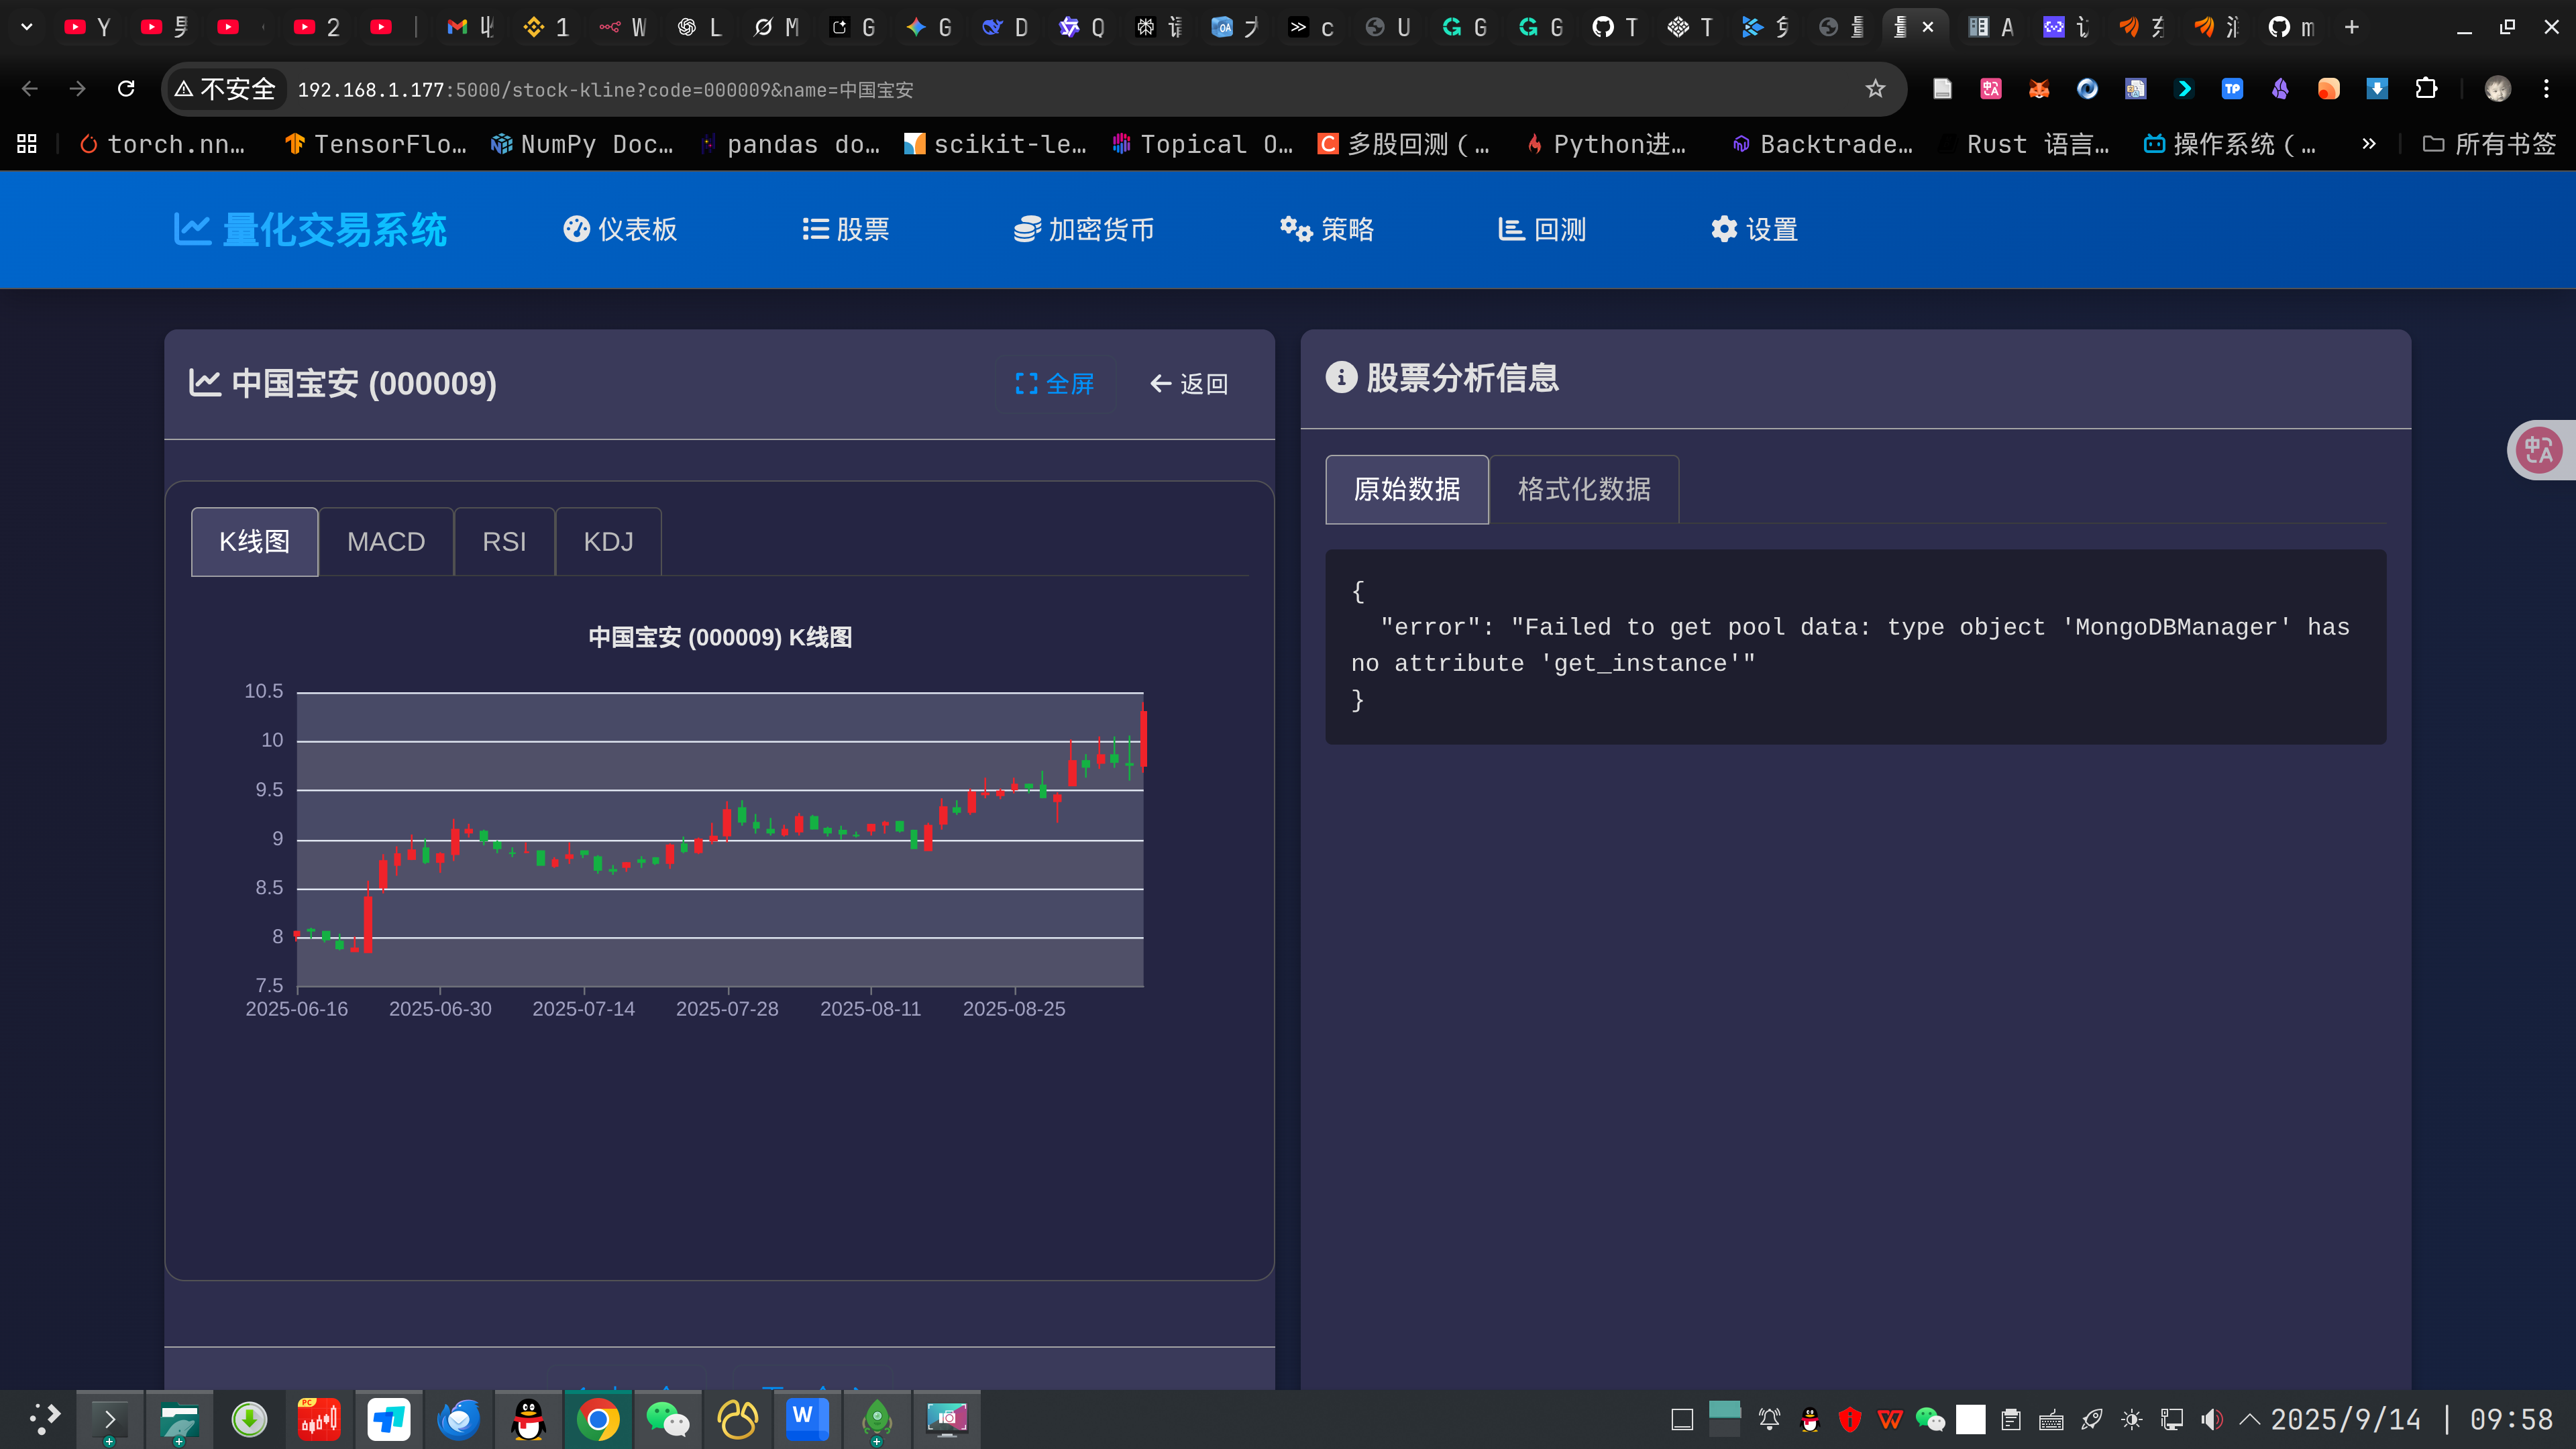 Y
2
W
L
M
G
G
D
Q
c
U
G
G
T
T
A
m
不安全
192.168.1.177:5000/stock-kline?code=000009&name=中国宝安
torch.nn…
TensorFlo…
NumPy Doc…
pandas do…
scikit-le…
Topical O…
多股回测 (…
Python进…
Backtrade…
Rust 语言…
操作系统 (…
所有书签
量化交易系统
仪表板
股票
加密货币
策略
回测
设置
中国宝安 (000009)
全屏
返回
K线图
MACD
RSI
KDJ
中国宝安 (000009) K线图
10.5
10
9.5
9
8.5
8
7.5
2025-06-16
2025-06-30
2025-07-14
2025-07-28
2025-08-11
2025-08-25
股票分析信息
原始数据
格式化数据
{
"error": "Failed to get pool data: type object 'MongoDBManager' has
no attribute 'get_instance'"
}
2025/9/14 | 09:58